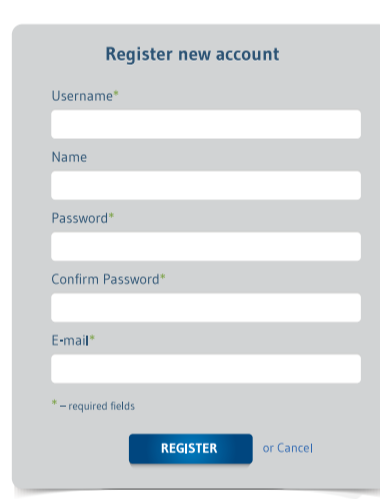 Register new account
Username*
Name
Password*
Confirm Password*
E-mail*
* – required fields
REGISTER or Cancel